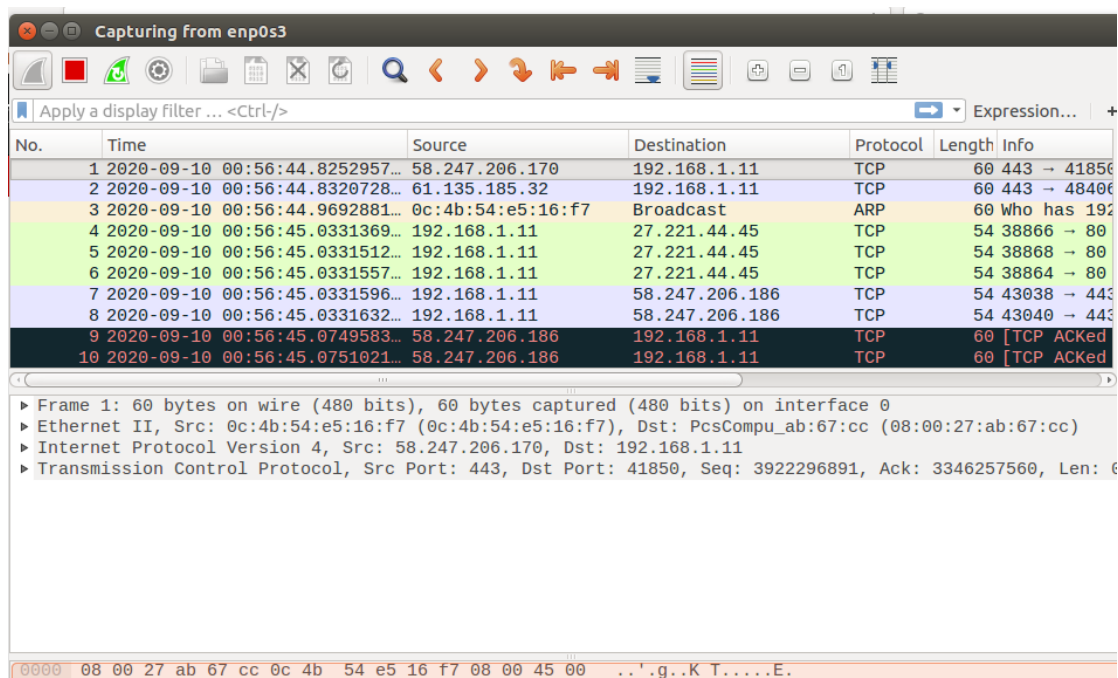 Capturing from enp0s3
Apply a display filter … <Ctrl-/> Expression… +
No. Time Source Destination Protocol Length Info
1 2020-09-10 00:56:44.8252957… 58.247.206.170 192.168.1.11 TCP 60 443 → 41850
2 2020-09-10 00:56:44.8320728… 61.135.185.32 192.168.1.11 TCP 60 443 → 48406
3 2020-09-10 00:56:44.9692881… 0c:4b:54:e5:16:f7 Broadcast ARP 60 Who has 192
4 2020-09-10 00:56:45.0331369… 192.168.1.11 27.221.44.45 TCP 54 38866 → 80
5 2020-09-10 00:56:45.0331512… 192.168.1.11 27.221.44.45 TCP 54 38868 → 80
6 2020-09-10 00:56:45.0331557… 192.168.1.11 27.221.44.45 TCP 54 38864 → 80
7 2020-09-10 00:56:45.0331596… 192.168.1.11 58.247.206.186 TCP 54 43038 → 443
8 2020-09-10 00:56:45.0331632… 192.168.1.11 58.247.206.186 TCP 54 43040 → 443
9 2020-09-10 00:56:45.0749583… 58.247.206.186 192.168.1.11 TCP 60 [TCP ACKed
10 2020-09-10 00:56:45.0751021… 58.247.206.186 192.168.1.11 TCP 60 [TCP ACKed
Frame 1: 60 bytes on wire (480 bits), 60 bytes captured (480 bits) on interface 0
Ethernet II, Src: 0c:4b:54:e5:16:f7 (0c:4b:54:e5:16:f7), Dst: PcsCompu_ab:67:cc (08:00:27:ab:67:cc)
Internet Protocol Version 4, Src: 58.247.206.170, Dst: 192.168.1.11
Transmission Control Protocol, Src Port: 443, Dst Port: 41850, Seq: 3922296891, Ack: 3346257560, Len: 0
0000 08 00 27 ab 67 cc 0c 4b 54 e5 16 f7 08 00 45 00 ..'.g..K T.....E.